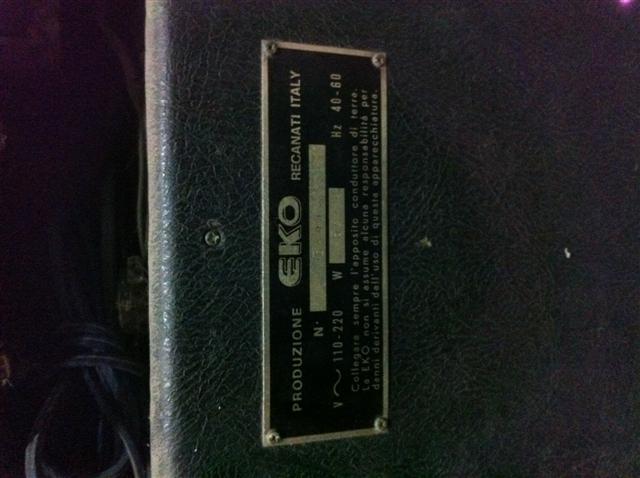 PRODUZIONE EKO RECANATI ITALY
N·
V ~ 110-220 W Hz 40-60
Collegare sempre l'apposito conduttore di terra.
La EKO non si assume alcuna responsabilità per
danni derivanti dall'uso di questa apparecchiatura.